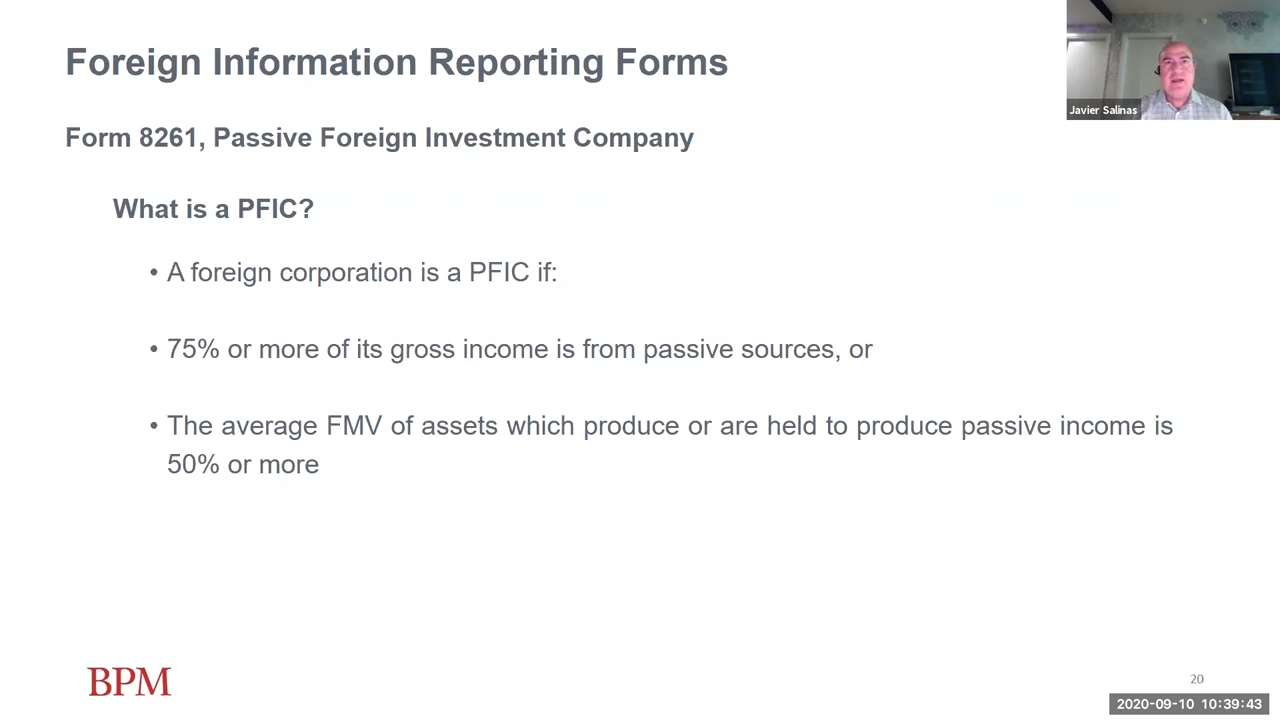 Foreign Information Reporting Forms
Javier Salinas
Form 8261, Passive Foreign Investment Company
What is a PFIC?
• A foreign corporation is a PFIC if:
• 75% or more of its gross income is from passive sources, or
• The average FMV of assets which produce or are held to produce passive income is
50% or more
BPM
20
2020-09-10 10:39:43